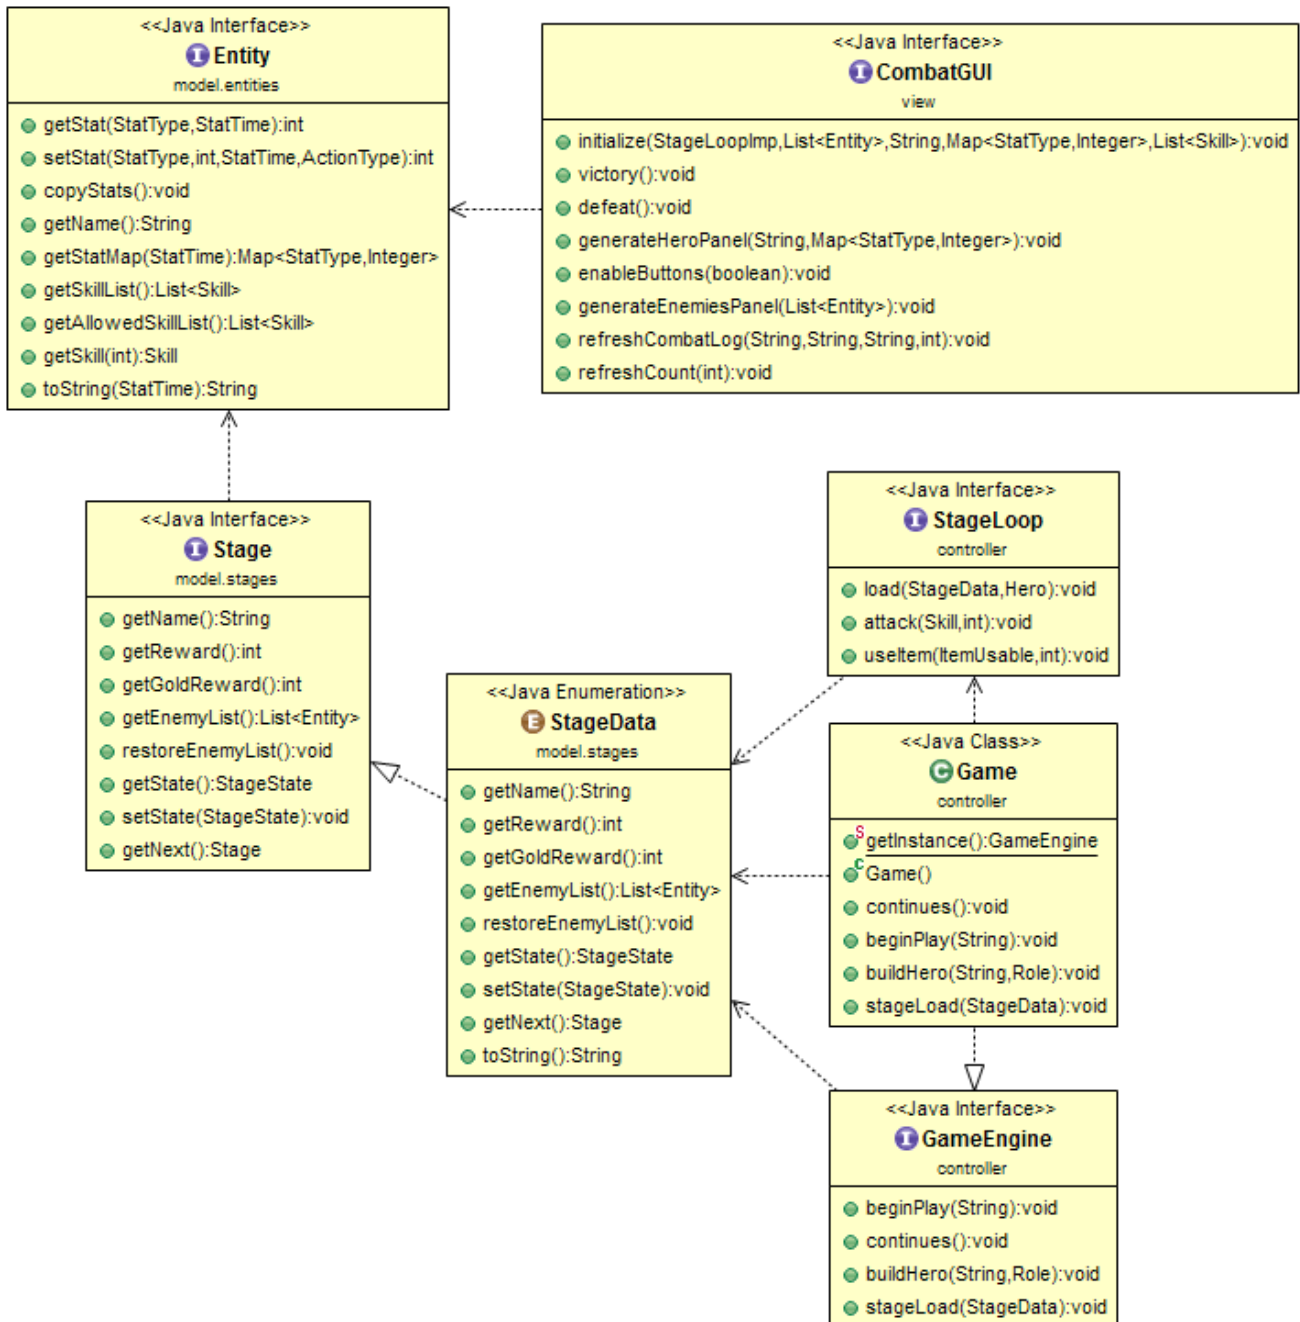 <<Java Interface>>
I Entity
model.entities
getStat(StatType,StatTime):int
setStat(StatType,int,StatTime,ActionType):int
copyStats():void
getName():String
getStatMap(StatTime):Map<StatType,Integer>
getSkillList():List<Skill>
getAllowedSkillList():List<Skill>
getSkill(int):Skill
toString(StatTime):String
<<Java Interface>>
I CombatGUI
view
initialize(StageLoopImp,List<Entity>,String,Map<StatType,Integer>,List<Skill>):void
victory():void
defeat():void
generateHeroPanel(String,Map<StatType,Integer>):void
enableButtons(boolean):void
generateEnemiesPanel(List<Entity>):void
refreshCombatLog(String,String,String,int):void
refreshCount(int):void
<<Java Interface>>
I Stage
model.stages
getName():String
getReward():int
getGoldReward():int
getEnemyList():List<Entity>
restoreEnemyList():void
getState():StageState
setState(StageState):void
getNext():Stage
<<Java Enumeration>>
E StageData
model.stages
getName():String
getReward():int
getGoldReward():int
getEnemyList():List<Entity>
restoreEnemyList():void
getState():StageState
setState(StageState):void
getNext():Stage
toString():String
<<Java Interface>>
I StageLoop
controller
load(StageData,Hero):void
attack(Skill,int):void
useItem(ItemUsable,int):void
<<Java Class>>
C Game
controller
S getInstance():GameEngine
C Game()
continues():void
beginPlay(String):void
buildHero(String,Role):void
stageLoad(StageData):void
<<Java Interface>>
I GameEngine
controller
beginPlay(String):void
continues():void
buildHero(String,Role):void
stageLoad(StageData):void